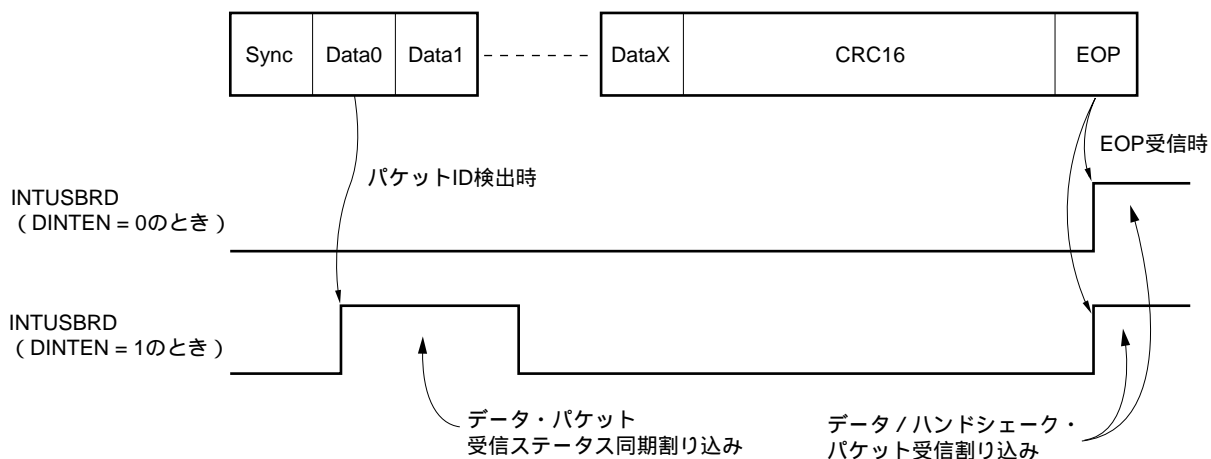 Sync Data0 Data1 DataX CRC16 EOP
EOP受信時
パケットID検出時
INTUSBRD
（DINTEN = 0のとき）
INTUSBRD
（DINTEN = 1のとき）
データ・パケット
受信ステータス同期割り込み
データ / ハンドシェーク・
パケット受信割り込み